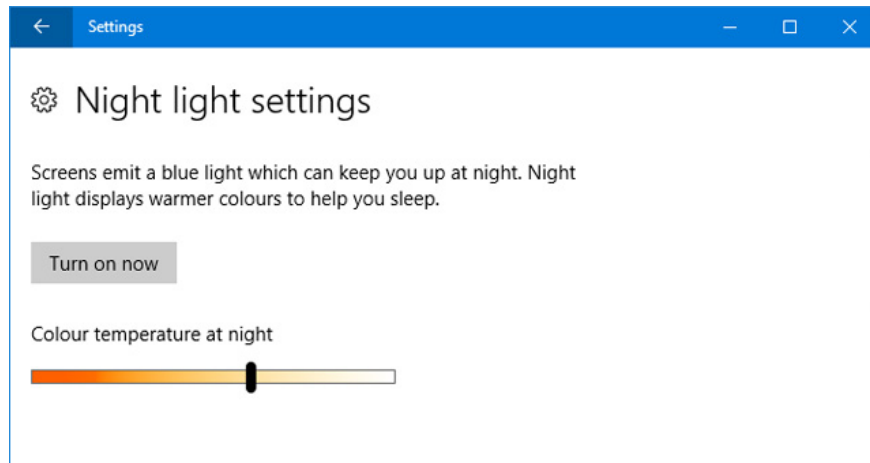 Settings
Night light settings
Screens emit a blue light which can keep you up at night. Night
light displays warmer colours to help you sleep.
Turn on now
Colour temperature at night